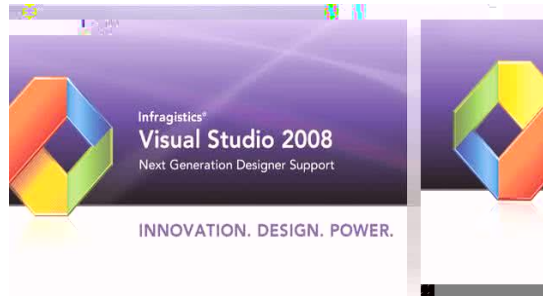 Infragistics®
Visual Studio 2008
Next Generation Designer Support
INNOVATION. DESIGN. POWER.